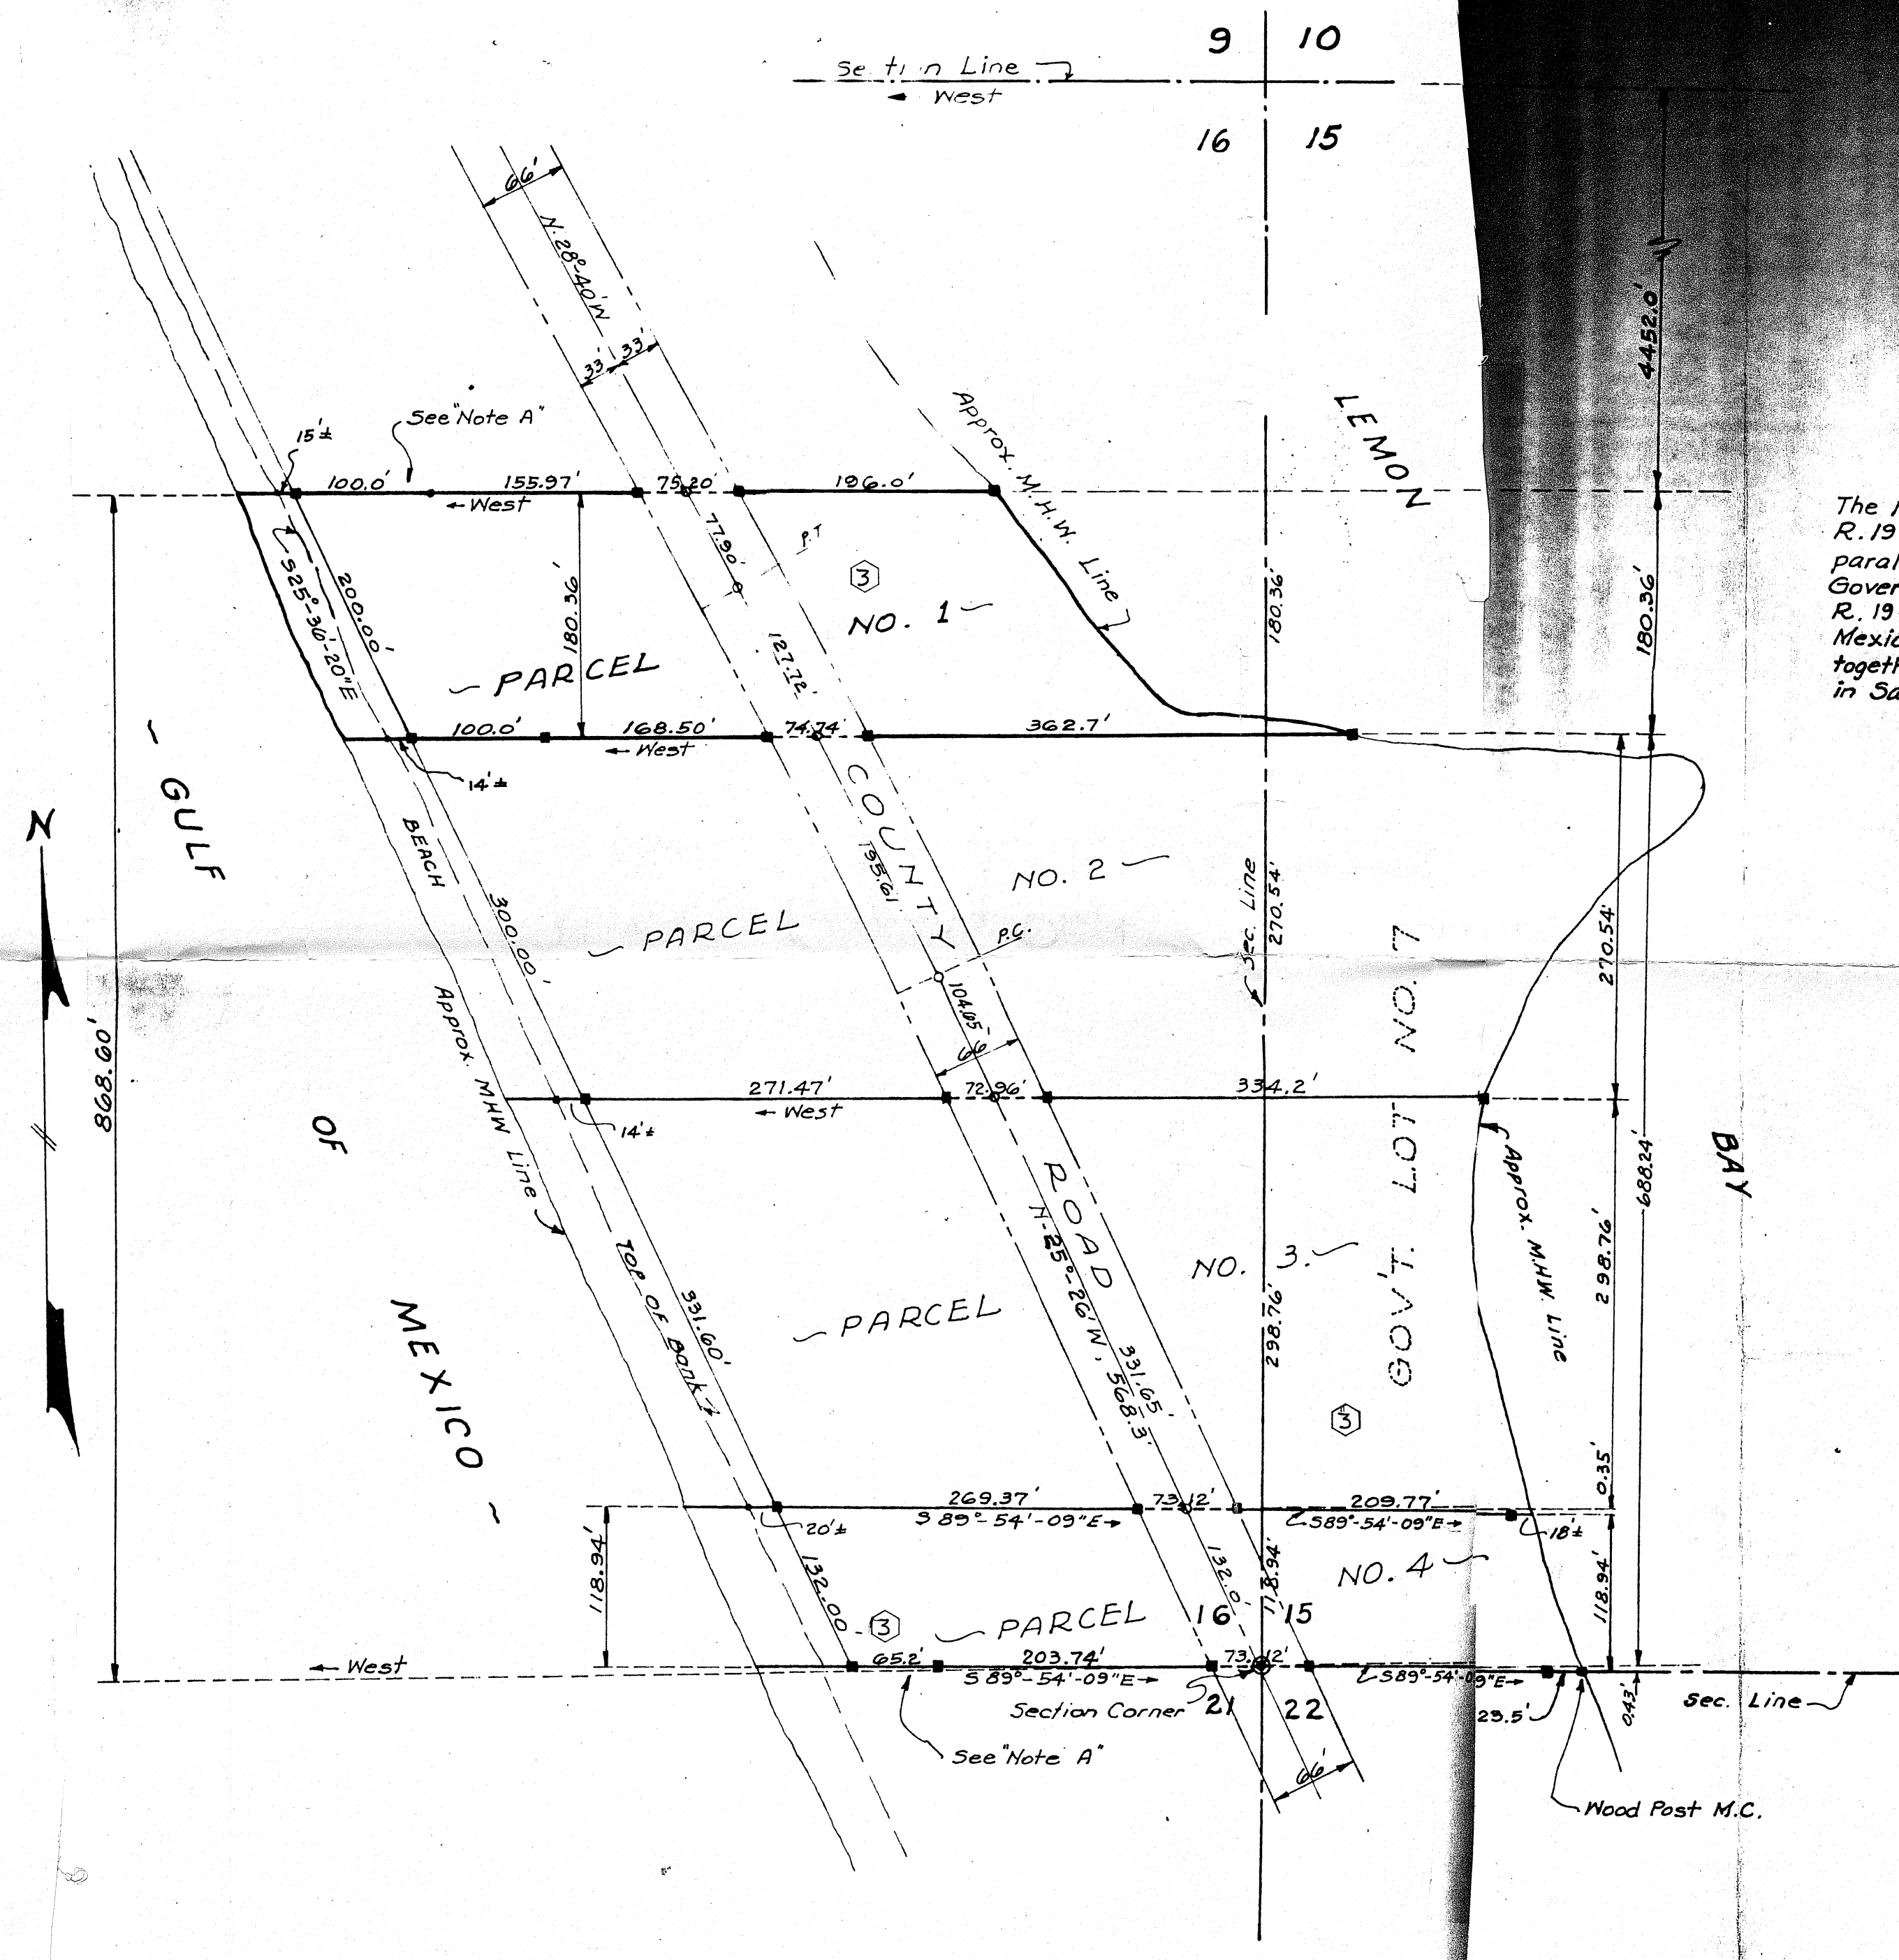 9 10
Se ti n Line
West
16 15
66'
N. 28°-40' W
33' 33'
4452.0'
LEMON
Approx. M.H.W. Line
See "Note A"
15'±
100.0' 155.97' 75.20' 196.0'
← West
77.90'
P.T
3
NO. 1
180.36'
180.36'
180.36'
S25°-36'-20"E
200.00'
127.72'
PARCEL
100.0' 168.50' 74.74' 362.7'
← West
14'±
The
R. 19
paral
Gover
R. 19
Mexic
togeth
in Sa
GULF
N
BEACH
COUNTY
195.61
NO. 2
Sec. Line
270.54'
270.54'
300.00'
PARCEL
P.C.
104.65'
66'
868.60'
Approx. MHW Line
GOV'T. LOT NO. 7
271.47' 72.96' 334.2'
← West
14'±
OF
ROAD
Approx. M.H.W. Line
BAY
688.24'
N-25°-26' W, 568.3'
331.65'
NO. 3.
298.76'
298.76'
TOP OF Bank
331.60'
PARCEL
MEXICO
3
0.35'
269.37' 73.12' 209.77'
S 89°-54'-09"E→ S89°-54'-09"E→
20'± 18'±
118.94'
132.00
132.0'
118.94'
NO. 4
118.94'
3
PARCEL
16 15
← West
65.2' 203.74' 73.12'
S 89°-54'-09"E→ S89°-54'-09"E→
Section Corner
21 22
23.5'
0.43'
Sec. Line
See "Note A"
66'
Wood Post M.C.